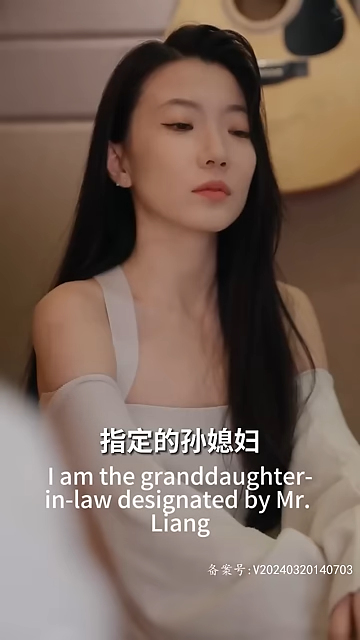 指定的孙媳妇
I am the granddaughter-
in-law designated by Mr.
Liang
备案号:V20240320140703